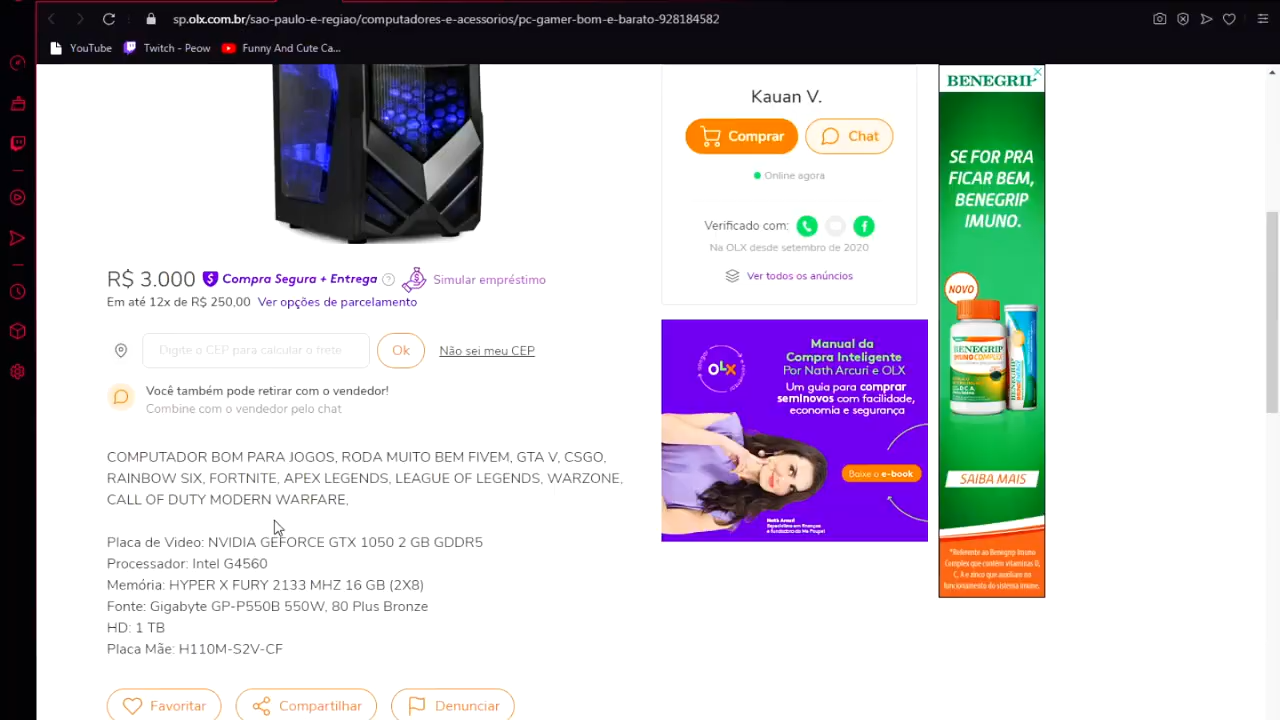 sp.olx.com.br/sao-paulo-e-regiao/computadores-e-acessorios/pc-gamer-bom-e-barato-928184582
YouTube
Twitch - Peow
Funny And Cute Ca...
Kauan V.
Comprar
Chat
Online agora
Verificado com:
Na OLX desde setembro de 2020
Ver todos os anúncios
R$ 3.000
Compra Segura + Entrega
Simular empréstimo
Em até 12x de R$ 250,00 Ver opções de parcelamento
Digite o CEP para calcular o frete
Ok
Não sei meu CEP
Você também pode retirar com o vendedor!
Combine com o vendedor pelo chat
COMPUTADOR BOM PARA JOGOS, RODA MUITO BEM FIVEM, GTA V, CSGO,
RAINBOW SIX, FORTNITE, APEX LEGENDS, LEAGUE OF LEGENDS, WARZONE,
CALL OF DUTY MODERN WARFARE,
Placa de Video: NVIDIA GEFORCE GTX 1050 2 GB GDDR5
Processador: Intel G4560
Memória: HYPER X FURY 2133 MHZ 16 GB (2X8)
Fonte: Gigabyte GP-P550B 550W, 80 Plus Bronze
HD: 1 TB
Placa Mãe: H110M-S2V-CF
Favoritar
Compartilhar
Denunciar
OLX
Manual da
Compra Inteligente
Por Nath Arcuri e OLX
Um guia para comprar
seminovos com facilidade,
economia e segurança
Baixe o e-book
Nath Arcuri
BENEGRIP
SE FOR PRA
FICAR BEM,
BENEGRIP
IMUNO.
NOVO
BENEGRIP
SAIBA MAIS